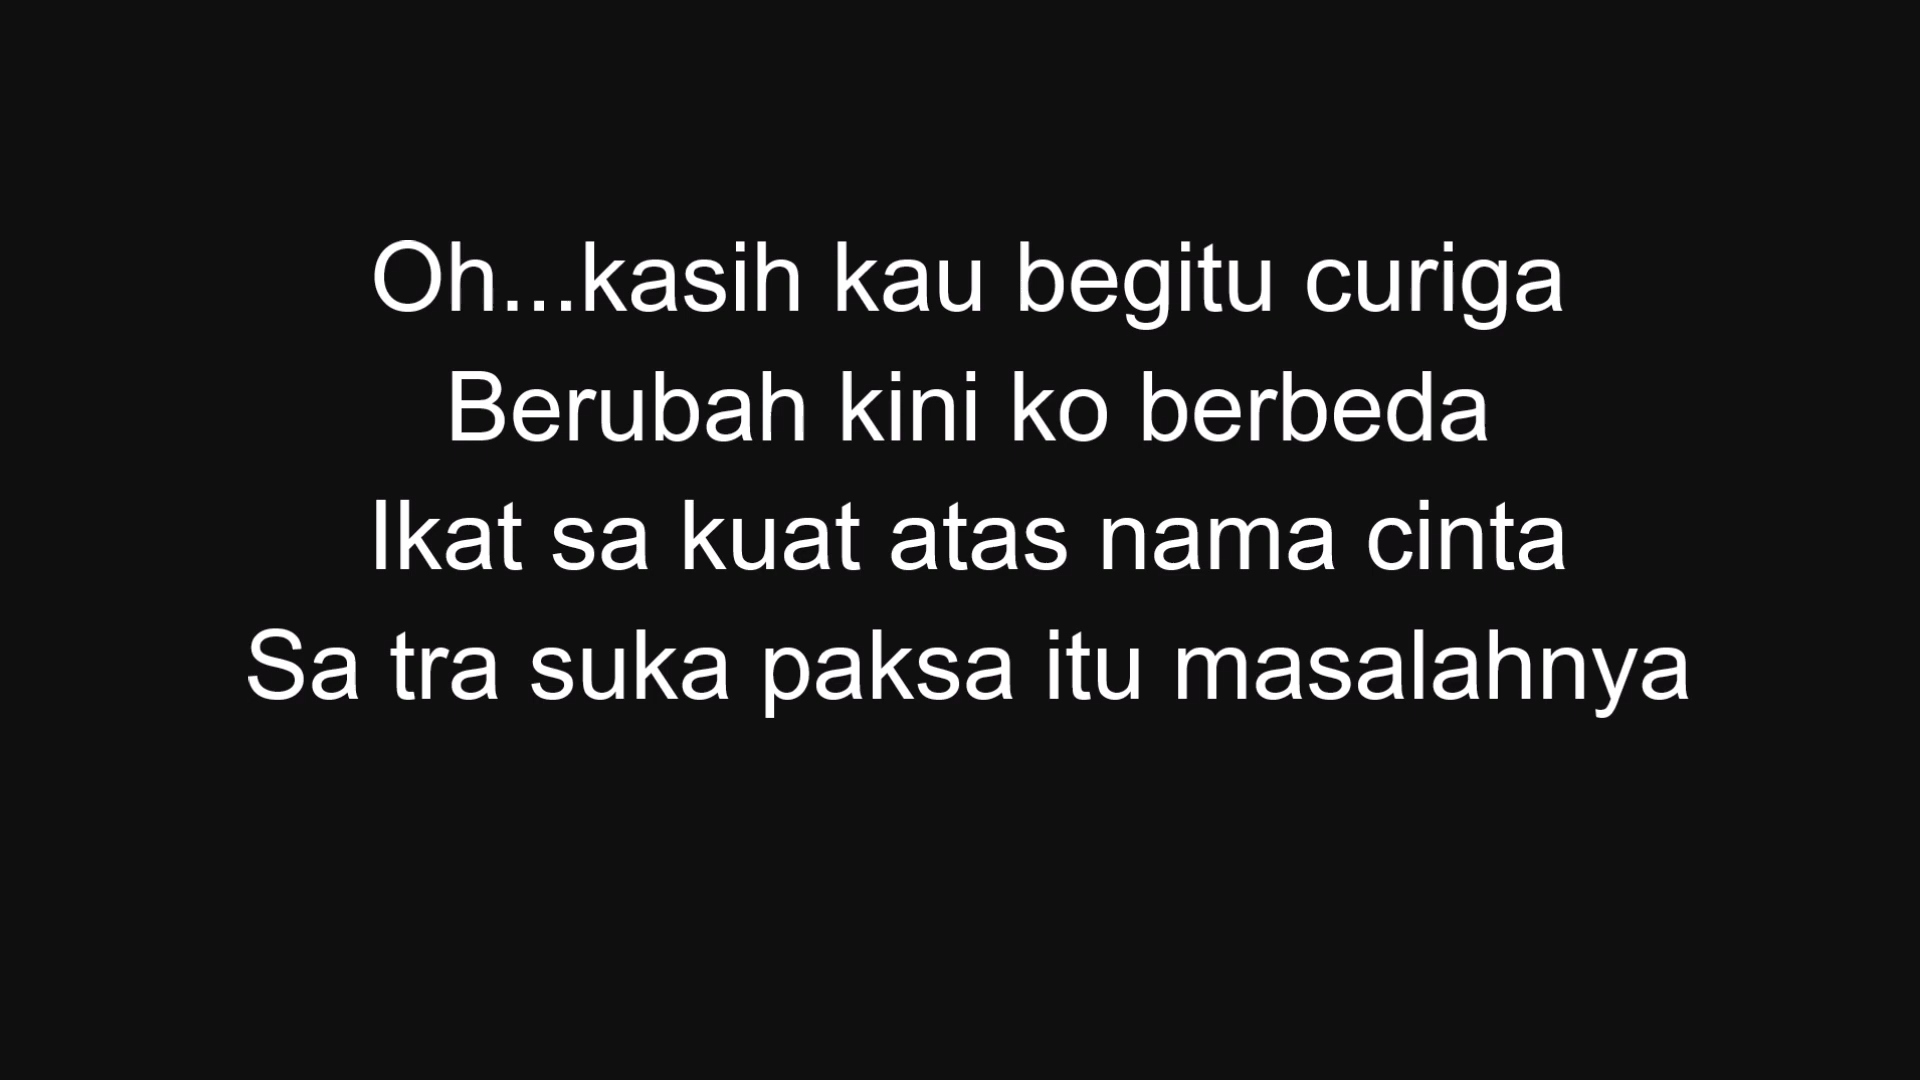 Oh...kasih kau begitu curiga
Berubah kini ko berbeda
Ikat sa kuat atas nama cinta
Sa tra suka paksa itu masalahnya